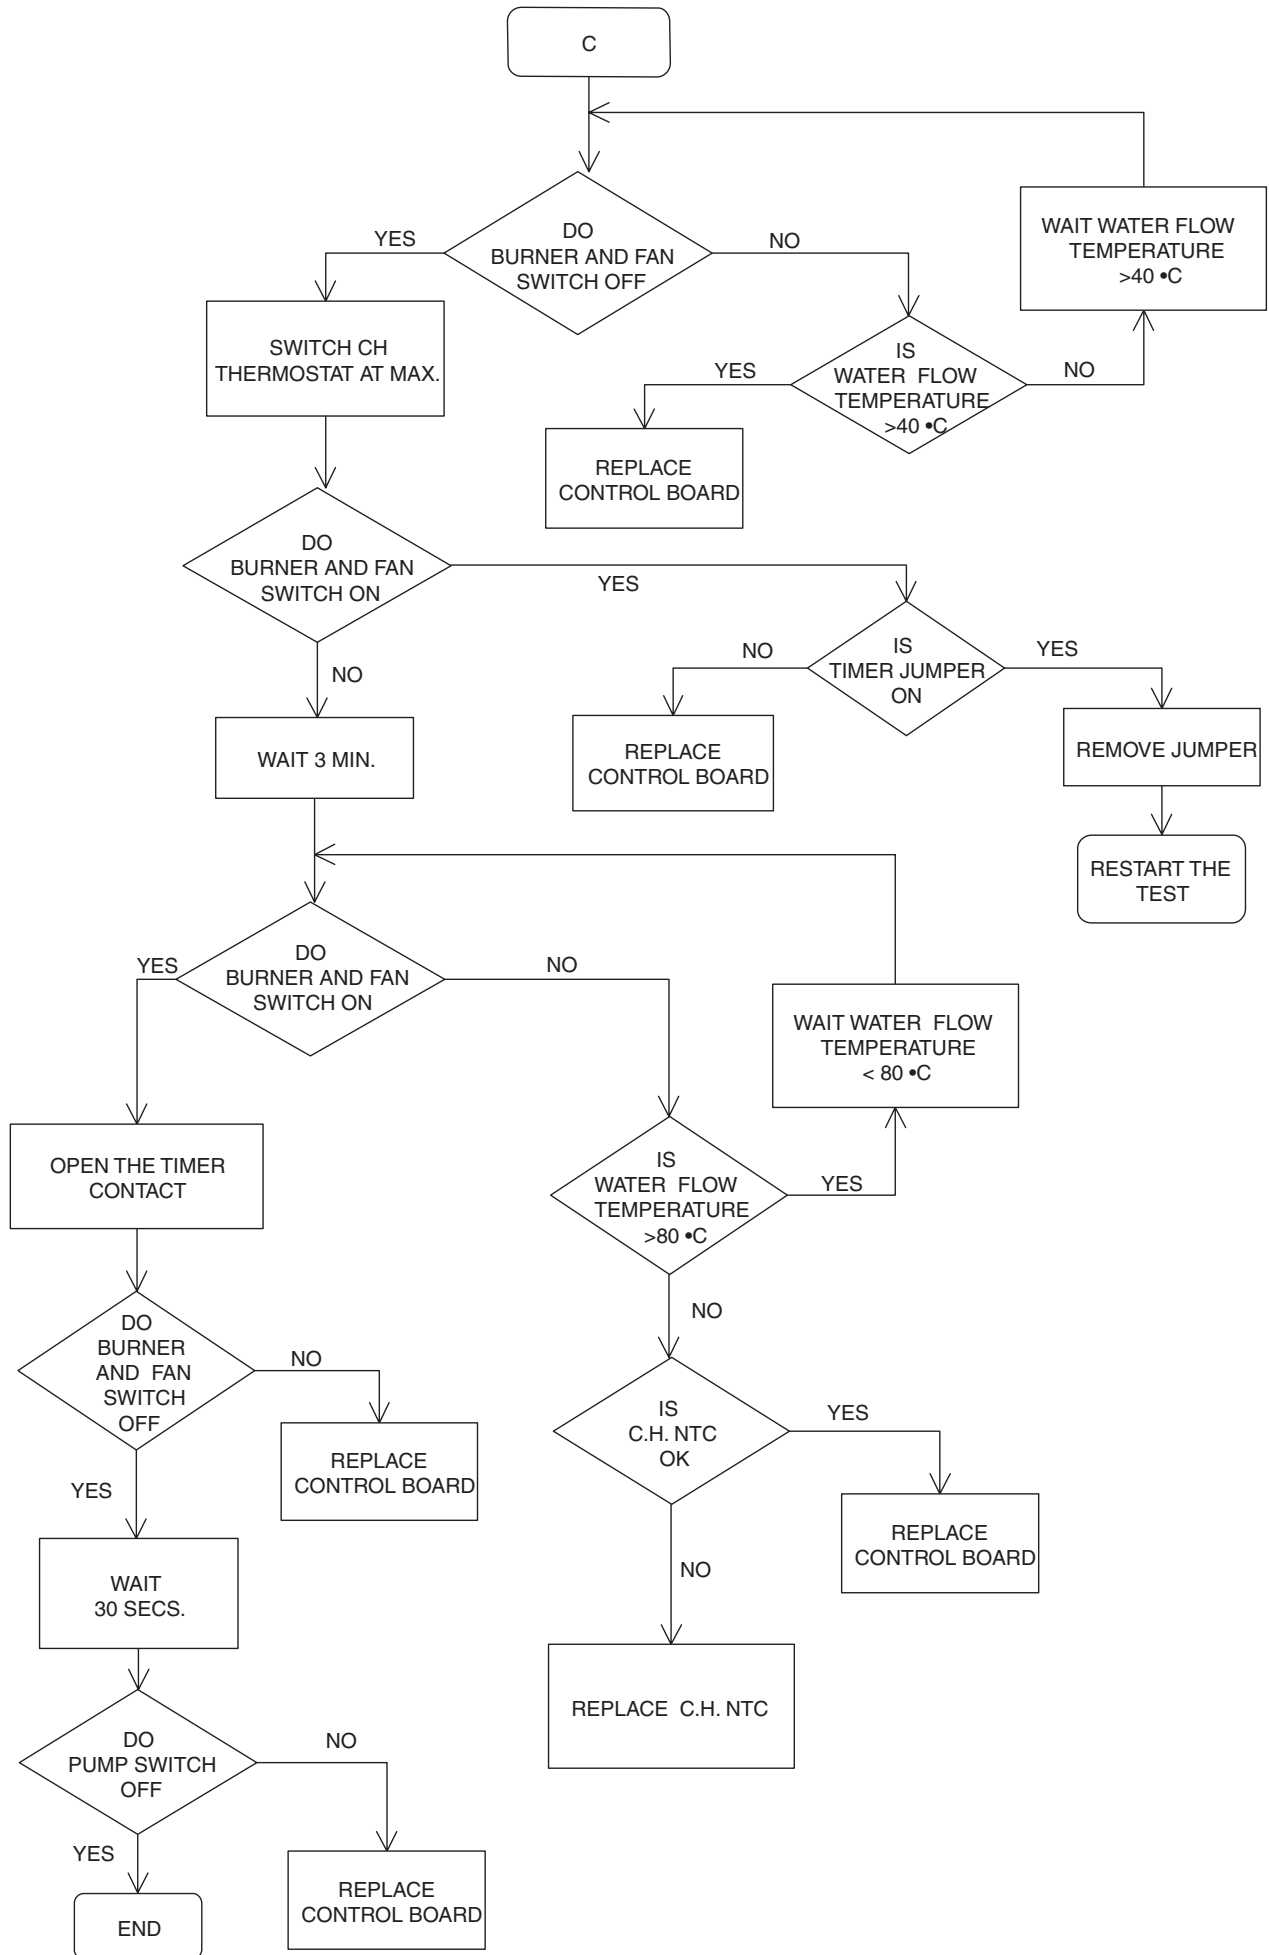 C
DO
BURNER AND FAN
SWITCH OFF
YES
NO
WAIT WATER FLOW
TEMPERATURE
>40 •C
SWITCH CH
THERMOSTAT AT MAX.
IS
WATER FLOW
TEMPERATURE
>40 •C
YES
NO
REPLACE
CONTROL BOARD
DO
BURNER AND FAN
SWITCH ON
YES
NO
IS
TIMER JUMPER
ON
NO
YES
REPLACE
CONTROL BOARD
REMOVE JUMPER
RESTART THE
TEST
WAIT 3 MIN.
DO
BURNER AND FAN
SWITCH ON
YES
NO
WAIT WATER FLOW
TEMPERATURE
< 80 •C
OPEN THE TIMER
CONTACT
IS
WATER FLOW
TEMPERATURE
>80 •C
YES
NO
DO
BURNER
AND FAN
SWITCH
OFF
NO
YES
REPLACE
CONTROL BOARD
IS
C.H. NTC
OK
YES
NO
REPLACE
CONTROL BOARD
WAIT
30 SECS.
REPLACE C.H. NTC
DO
PUMP SWITCH
OFF
NO
YES
REPLACE
CONTROL BOARD
END